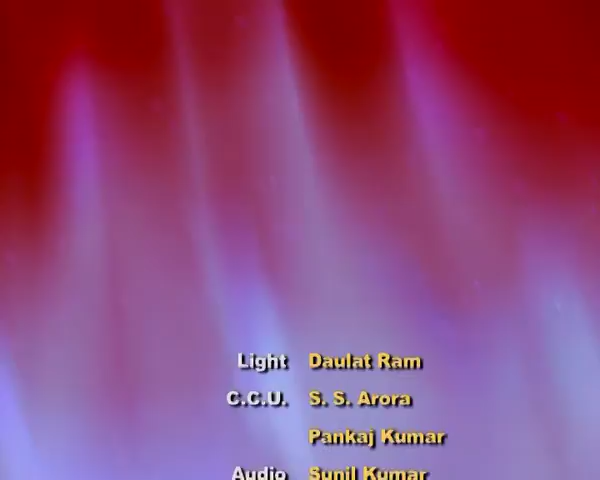 Light Daulat Ram
C.C.U. S. S. Arora
Pankaj Kumar
Audio Sunil Kumar